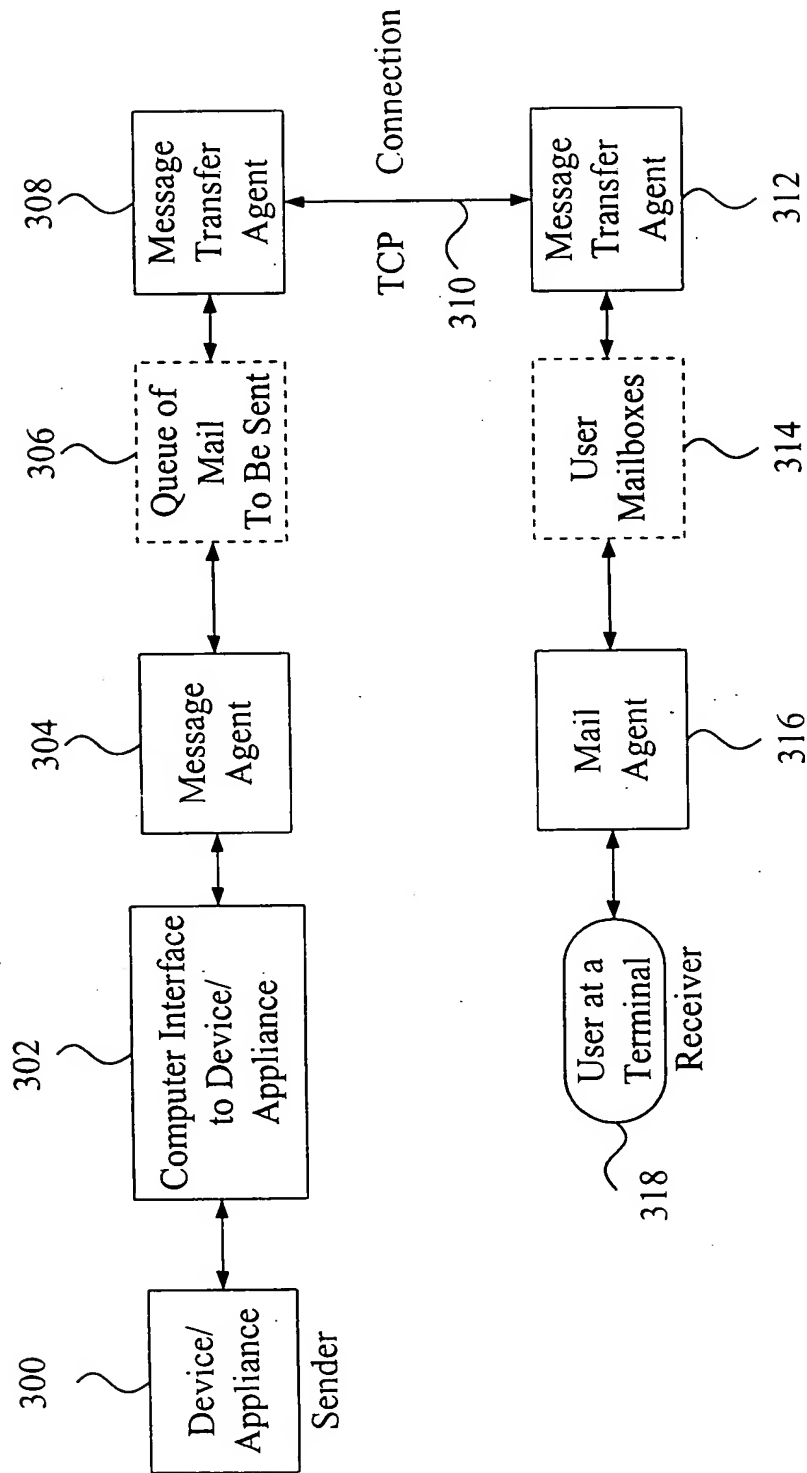 300
Device/
Appliance
Sender
302
Computer Interface
to Device/
Appliance
304
Message
Agent
306
Queue of
Mail
To Be Sent
308
Message
Transfer
Agent
TCP
Connection
310
Message
Transfer
Agent
312
User
Mailboxes
314
Mail
Agent
316
User at a
Terminal
Receiver
318